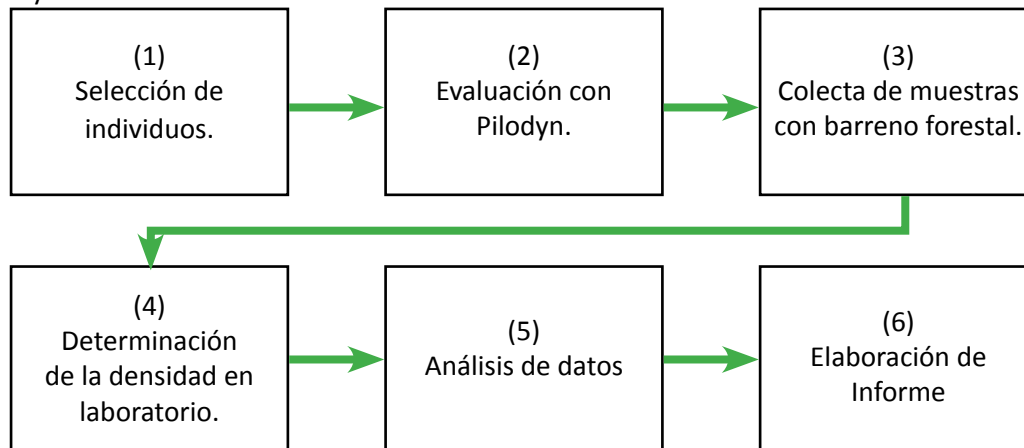 (1)
Selección de
individuos.
(2)
Evaluación con
Pilodyn.
(3)
Colecta de muestras
con barreno forestal.
(4)
Determinación
de la densidad en
laboratorio.
(5)
Análisis de datos
(6)
Elaboración de
Informe